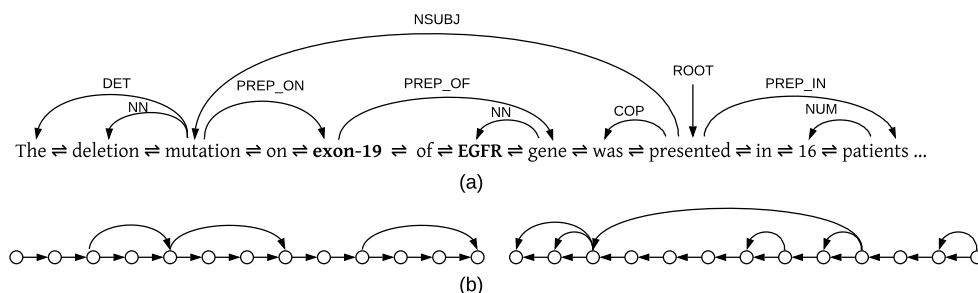 NSUBJ
ROOT
DET
PREP_ON
PREP_OF
PREP_IN
NN
NN
COP
NUM
The ⇌ deletion ⇌ mutation ⇌ on ⇌ exon-19 ⇌ of ⇌ EGFR ⇌ gene ⇌ was ⇌ presented ⇌ in ⇌ 16 ⇌ patients ...
(a)
(b)